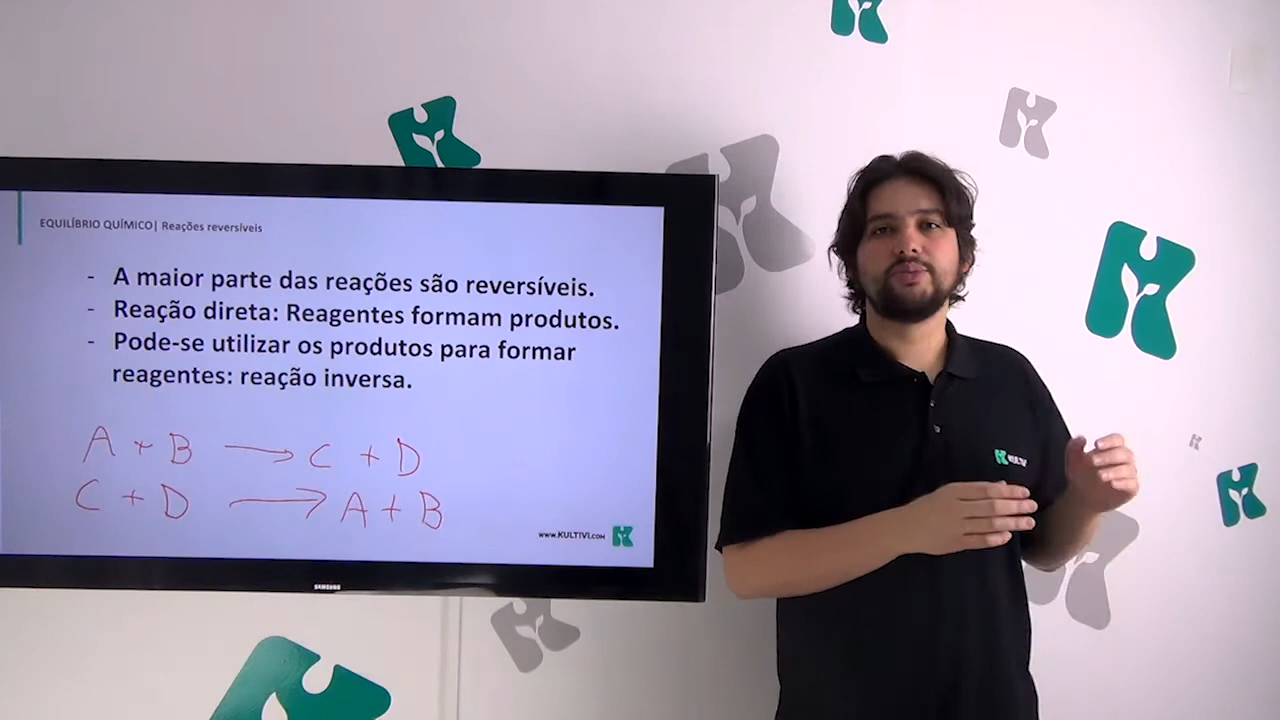 EQUILÍBRIO QUÍMICO| Reações reversíveis
- A maior parte das reações são reversíveis.
- Reação direta: Reagentes formam produtos.
- Pode-se utilizar os produtos para formar
reagentes: reação inversa.
A + B → C + D
C + D → A + B
www.KULTIVI.COM
SAMSUNG
KULTIVI